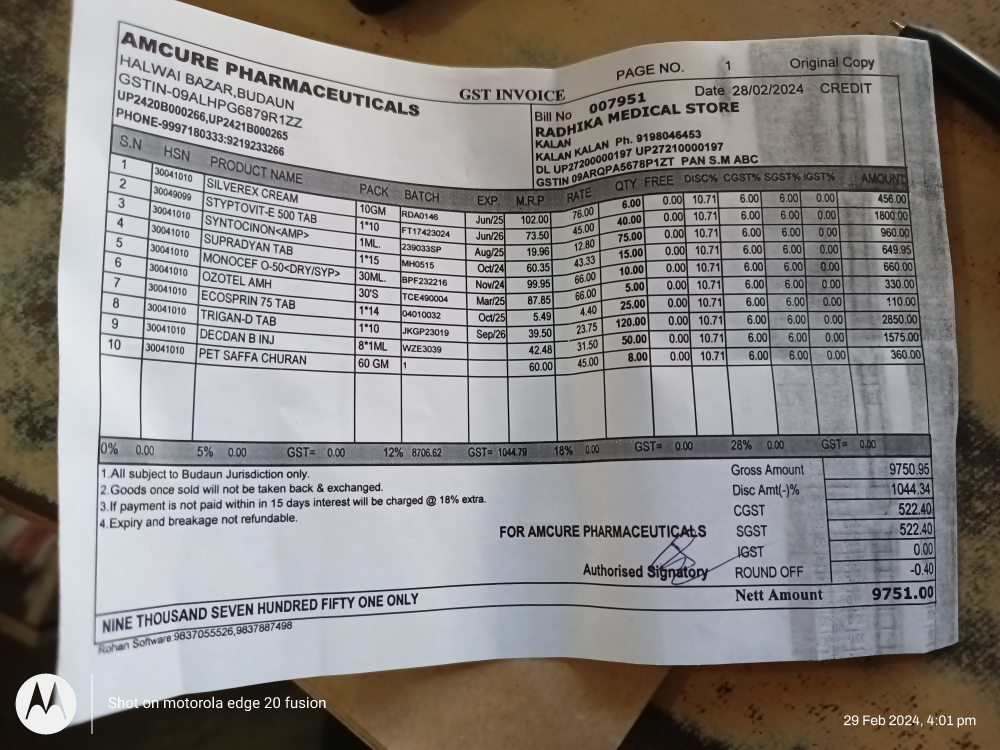 AMCURE PHARMACEUTICALS
HALWAI BAZAR,BUDAUN
GSTIN-09ALHPG6879R1ZZ
UP2420B000266,UP2421B000265
PHONE-9997180333:9219233266
GST INVOICE
PAGE NO. 1 Original Copy
Bill No 007951 Date 28/02/2024 CREDIT
RADHIKA MEDICAL STORE
KALAN
KALAN KALAN Ph. 9198046453
DL UP27200000197 UP27210000197
GSTIN 09ARQPA5678P1ZT PAN S.M ABC
S.N HSN PRODUCT NAME PACK BATCH EXP. M.R.P RATE QTY FREE DISC% CGST% SGST% IGST% AMOUNT
1 30041010 SILVEREX CREAM 10GM RDA0146 Jun/25 102.00 76.00 6.00 0.00 10.71 6.00 6.00 0.00 456.00
2 30049099 STYPTOVIT-E 500 TAB 1*10 FT17423024 Jun/26 73.50 45.00 40.00 0.00 10.71 6.00 6.00 0.00 1800.00
3 30041010 SYNTOCINON<AMP> 1ML. 239033SP Aug/25 19.96 12.80 75.00 0.00 10.71 6.00 6.00 0.00 960.00
4 30041010 SUPRADYAN TAB 1*15 MH0515 Oct/24 60.35 43.33 15.00 0.00 10.71 6.00 6.00 0.00 649.95
5 30041010 MONOCEF O-50<DRY/SYP> 30ML. BPF232216 Nov/24 99.95 66.00 10.00 0.00 10.71 6.00 6.00 0.00 660.00
6 30041010 OZOTEL AMH 30'S TCE490004 Mar/25 87.85 66.00 5.00 0.00 10.71 6.00 6.00 0.00 330.00
7 30041010 ECOSPRIN 75 TAB 1*14 04010032 Oct/25 5.49 4.40 25.00 0.00 10.71 6.00 6.00 0.00 110.00
8 30041010 TRIGAN-D TAB 1*10 JKGP23019 Sep/26 39.50 23.75 120.00 0.00 10.71 6.00 6.00 0.00 2850.00
9 30041010 DECDAN B INJ 8*1ML WZE3039 42.48 31.50 50.00 0.00 10.71 6.00 6.00 0.00 1575.00
10 30041010 PET SAFFA CHURAN 60 GM 1 60.00 45.00 8.00 0.00 10.71 6.00 6.00 0.00 360.00
0% 0.00 5% 0.00 GST= 0.00 12% 8706.62 GST= 1044.79 18% 0.00 GST= 0.00 28% 0.00 GST= 0.00
1.All subject to Budaun Jurisdiction only.
2.Goods once sold will not be taken back & exchanged.
3.If payment is not paid within in 15 days interest will be charged @ 18% extra.
4.Expiry and breakage not refundable.
FOR AMCURE PHARMACEUTICALS
Authorised Signatory
Gross Amount 9750.95
Disc Amt(-)% 1044.34
CGST 522.40
SGST 522.40
IGST 0.00
ROUND OFF -0.40
Nett Amount 9751.00
NINE THOUSAND SEVEN HUNDRED FIFTY ONE ONLY
Rohan Software:9837055526,9837887498
Shot on motorola edge 20 fusion
29 Feb 2024, 4:01 pm